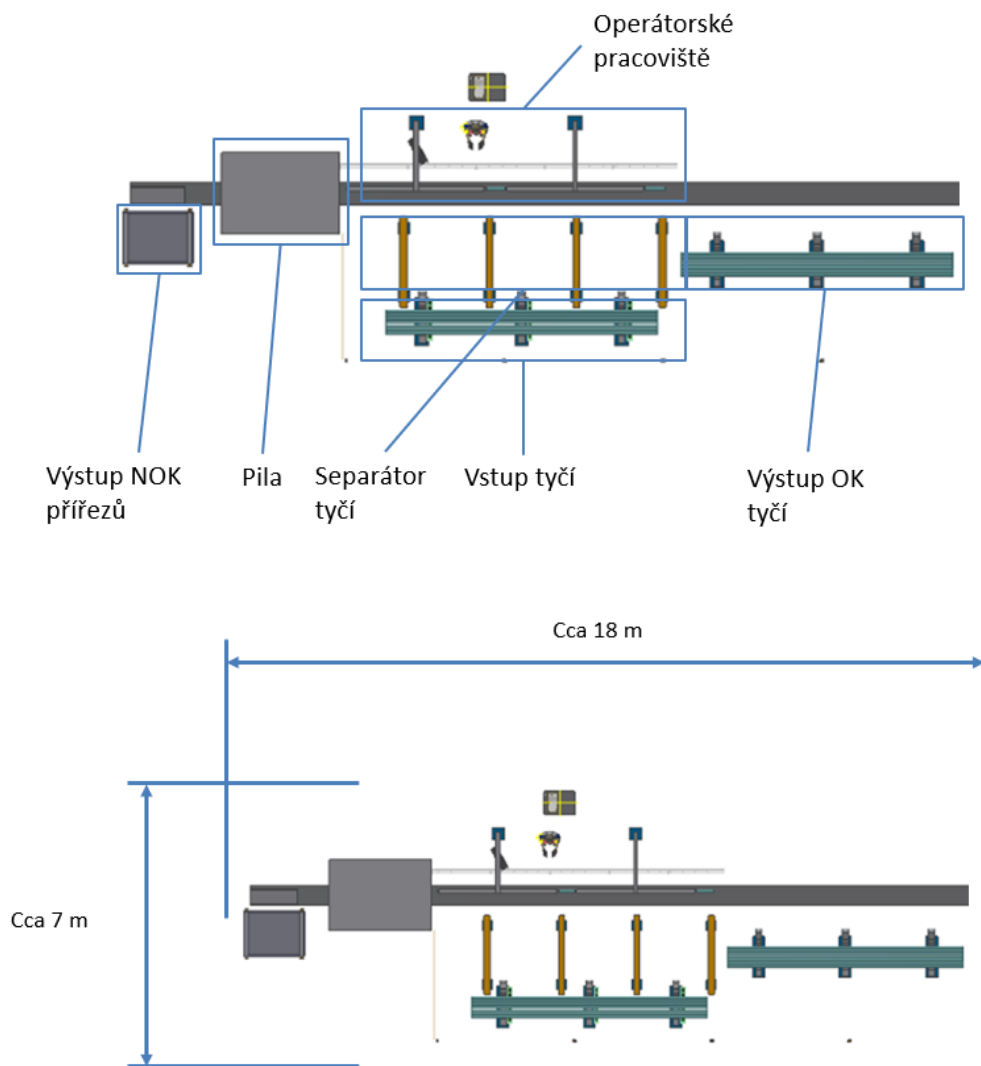 Operátorské
pracoviště
Výstup NOK
přířezů
Pila
Separátor
tyčí
Vstup tyčí
Výstup OK
tyčí
Cca 18 m
Cca 7 m